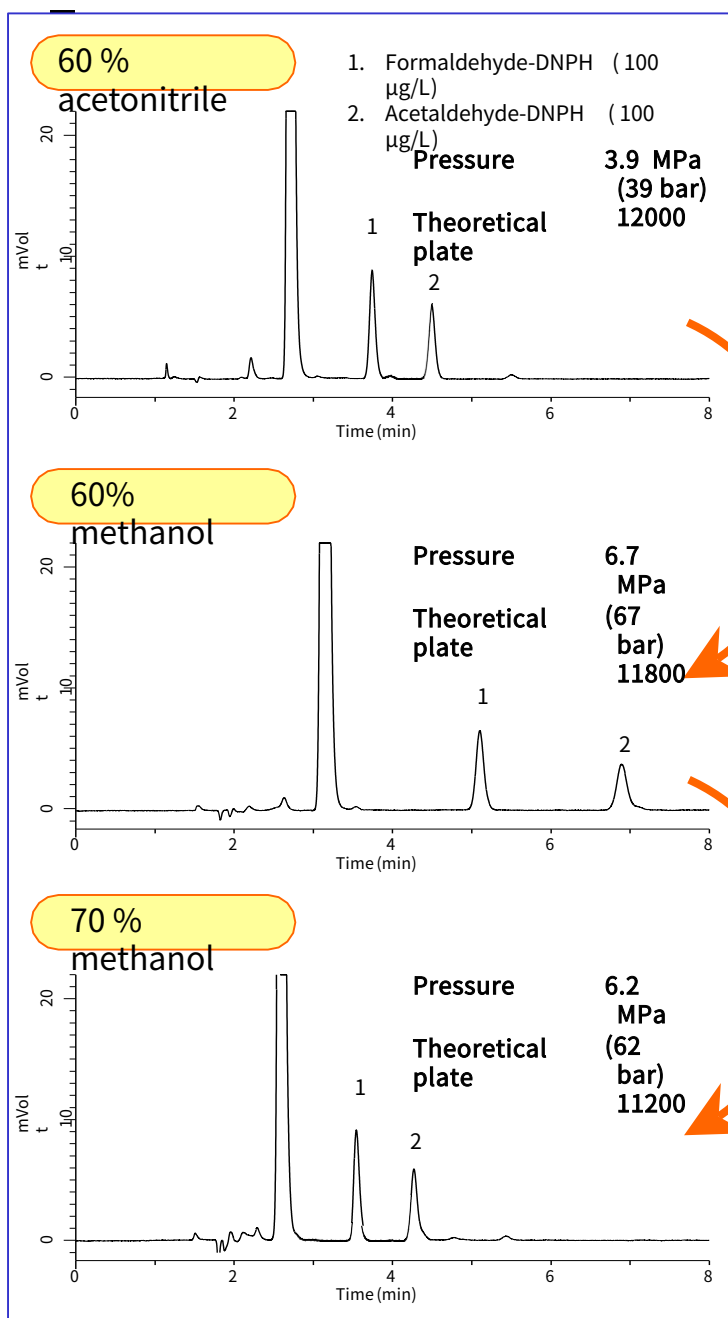 60 %
acetonitrile
1. Formaldehyde-DNPH ( 100
µg/L)
2. Acetaldehyde-DNPH ( 100
µg/L)
Pressure 3.9 MPa
(39 bar)
Theoretical 12000
plate
20
10
0
mVol
t
1
2
0 2 4 6 8
Time (min)
60%
methanol
Pressure 6.7
MPa
Theoretical (67
plate bar)
11800
20
10
0
mVol
t
1
2
0 2 4 6 8
Time (min)
70 %
methanol
Pressure 6.2
MPa
Theoretical (62
plate bar)
11200
20
10
0
mVol
t
1
2
0 2 4 6 8
Time (min)